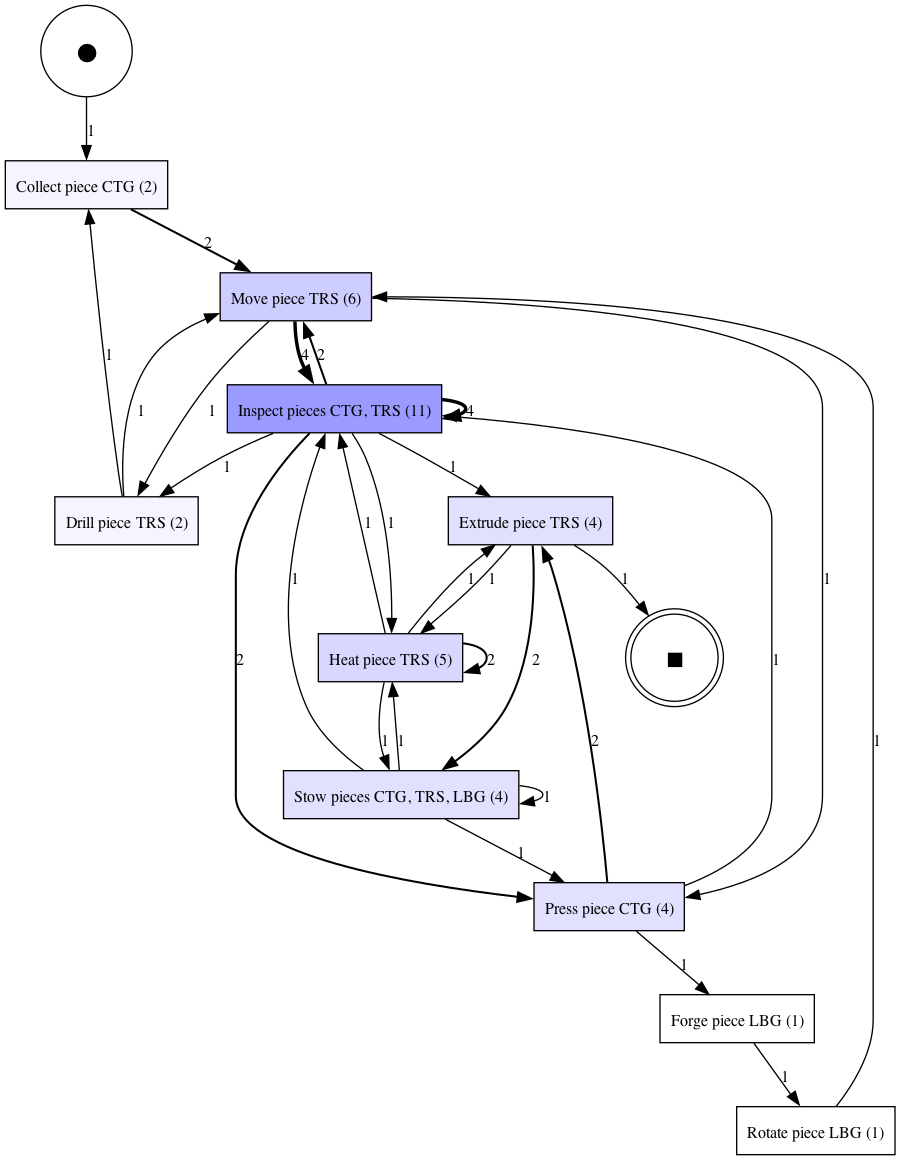 1
Collect piece CTG (2)
2
Move piece TRS (6)
1
1
1
4
2
Inspect pieces CTG, TRS (11)
4
1
1
Drill piece TRS (2)
Extrude piece TRS (4)
1
1
1
1
1
1
1
Heat piece TRS (5)
2
2
2
1
1
2
1
1
Stow pieces CTG, TRS, LBG (4)
1
1
Press piece CTG (4)
1
Forge piece LBG (1)
1
Rotate piece LBG (1)